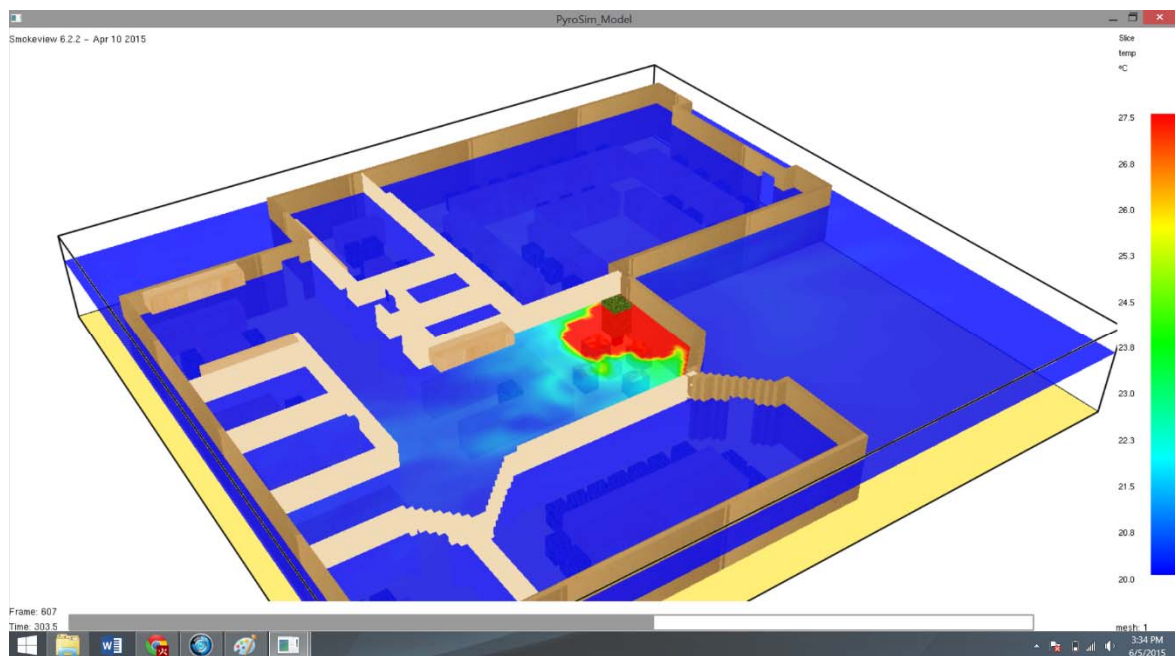 PyroSim_Model
Smokeview 6.2.2 - Apr 10 2015
Slice
temp
°C
27.5
26.8
26.0
25.3
24.5
23.8
23.0
22.3
21.5
20.8
20.0
Frame: 607
Time: 303.5
mesh: 1
火
3:34 PM
6/5/2015